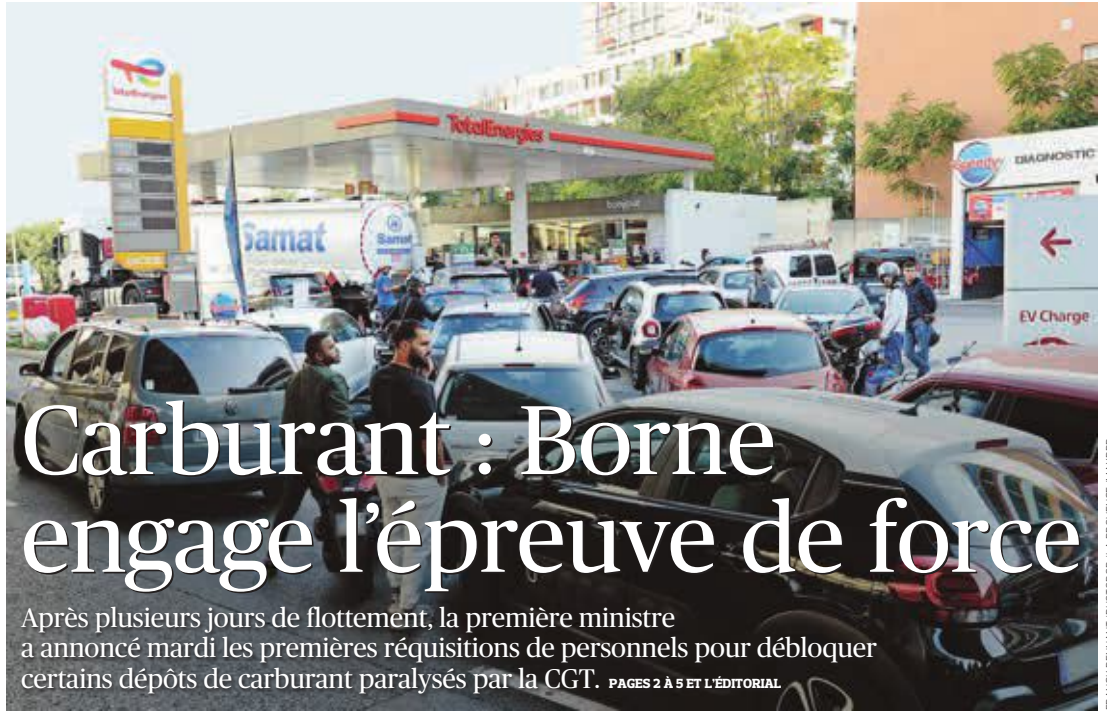 TotalEnergies
TotalEnergies
Samat
Samat
bonjour
Speedy
DIAGNOSTIC
EV Charge
Carburant : Borne
engage l’épreuve de force
Après plusieurs jours de flottement, la première ministre
a annoncé mardi les premières réquisitions de personnels pour débloquer
certains dépôts de carburant paralysés par la CGT. PAGES 2 À 5 ET L’ÉDITORIAL